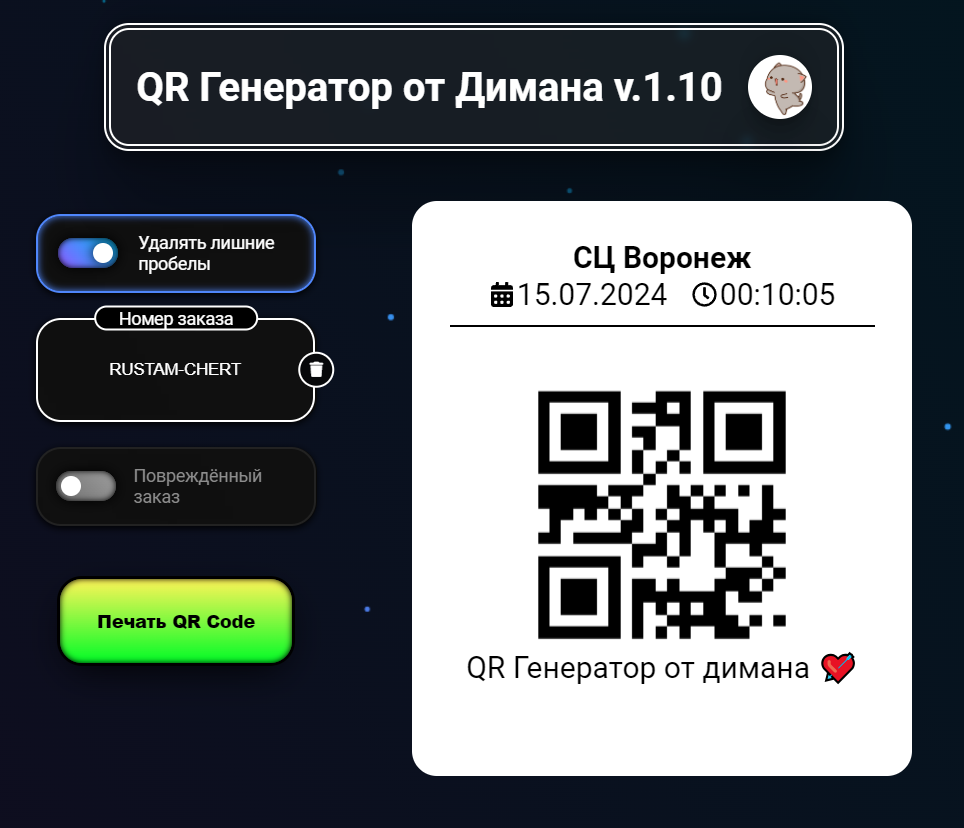 QR Генератор от Димана v.1.10
Удалять лишние
пробелы
Номер заказа
RUSTAM-CHERT
Повреждённый
заказ
Печать QR Code
СЦ Воронеж
15.07.2024 00:10:05
QR Генератор от димана